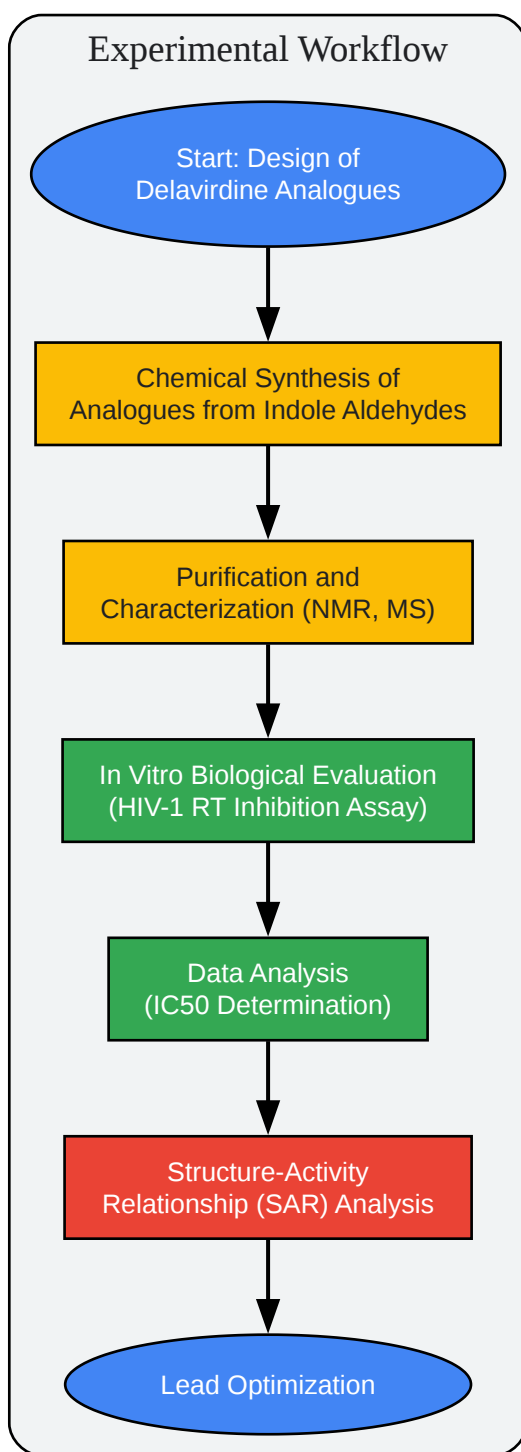 Experimental Workflow
Start: Design of
Delavirdine Analogues
Chemical Synthesis of
Analogues from Indole Aldehydes
Purification and
Characterization (NMR, MS)
In Vitro Biological Evaluation
(HIV-1 RT Inhibition Assay)
Data Analysis
(IC50 Determination)
Structure-Activity
Relationship (SAR) Analysis
Lead Optimization